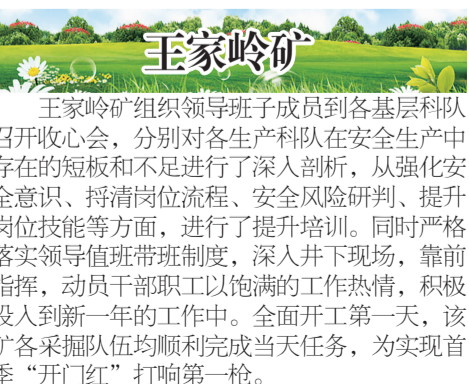 王家岭矿
王家岭矿组织领导班子成员到各基层科队
召开收心会，分别对各生产科队在安全生产中
存在的短板和不足进行了深入剖析，从强化安
全意识、捋清岗位流程、安全风险研判、提升
岗位技能等方面，进行了提升培训。同时严格
落实领导值班带班制度，深入井下现场，靠前
指挥，动员干部职工以饱满的工作热情，积极
投入到新一年的工作中。全面开工第一天，该
矿各采掘队伍均顺利完成当天任务，为实现首
季“开门红”打响第一枪。